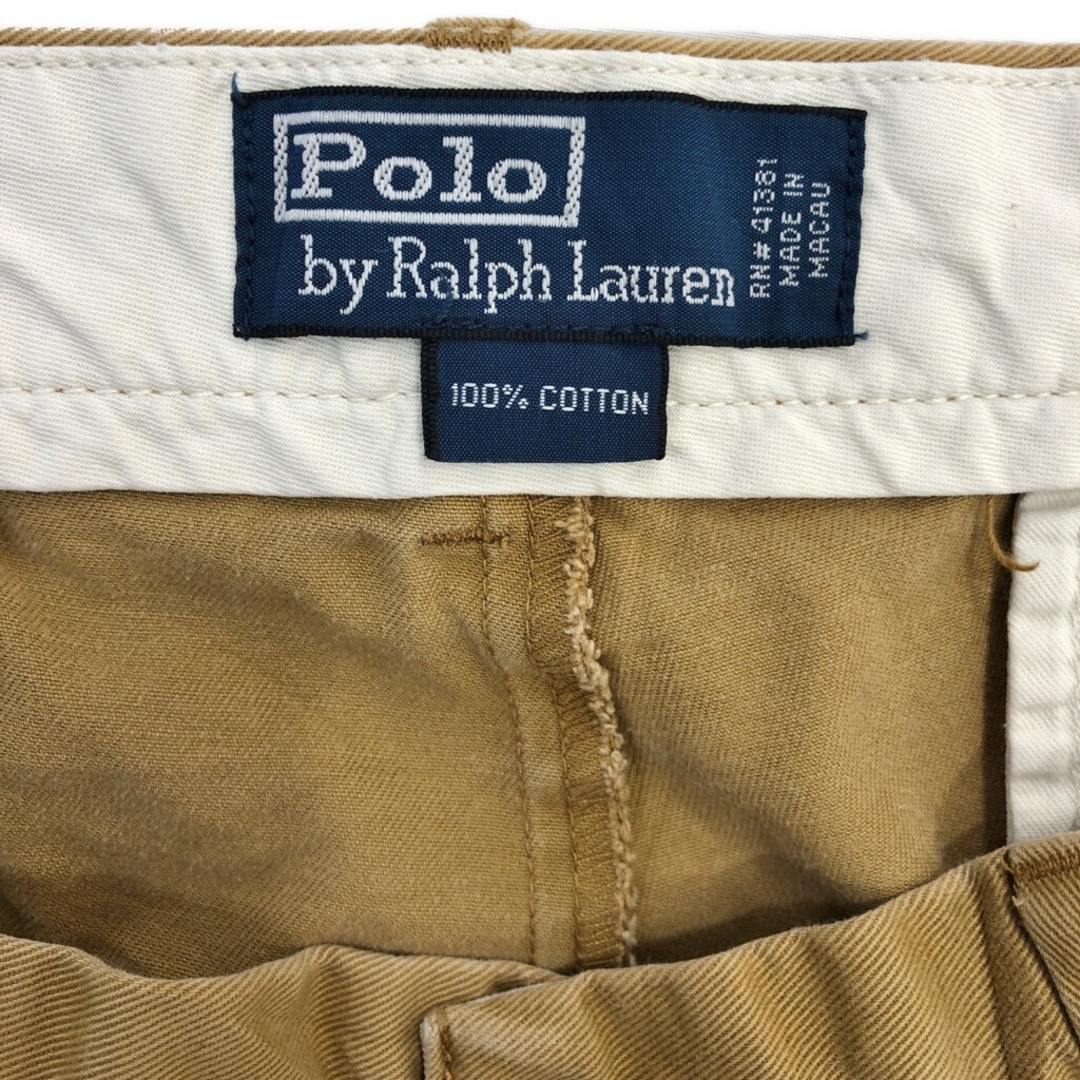 Polo
by Ralph Lauren
RN# 41381
MADE IN
MACAU
100% COTTON